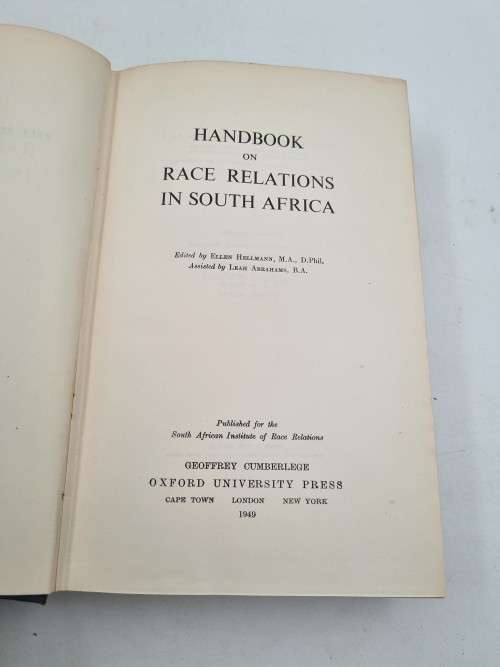 HANDBOOK
ON
RACE RELATIONS
IN SOUTH AFRICA
Edited by ELLEN HELLMANN, M.A., D.Phil.
Assisted by LEAH ABRAHAMS, B.A.
Published for the
South African Institute of Race Relations
GEOFFREY CUMBERLEGE
OXFORD UNIVERSITY PRESS
CAPE TOWN LONDON NEW YORK
1949